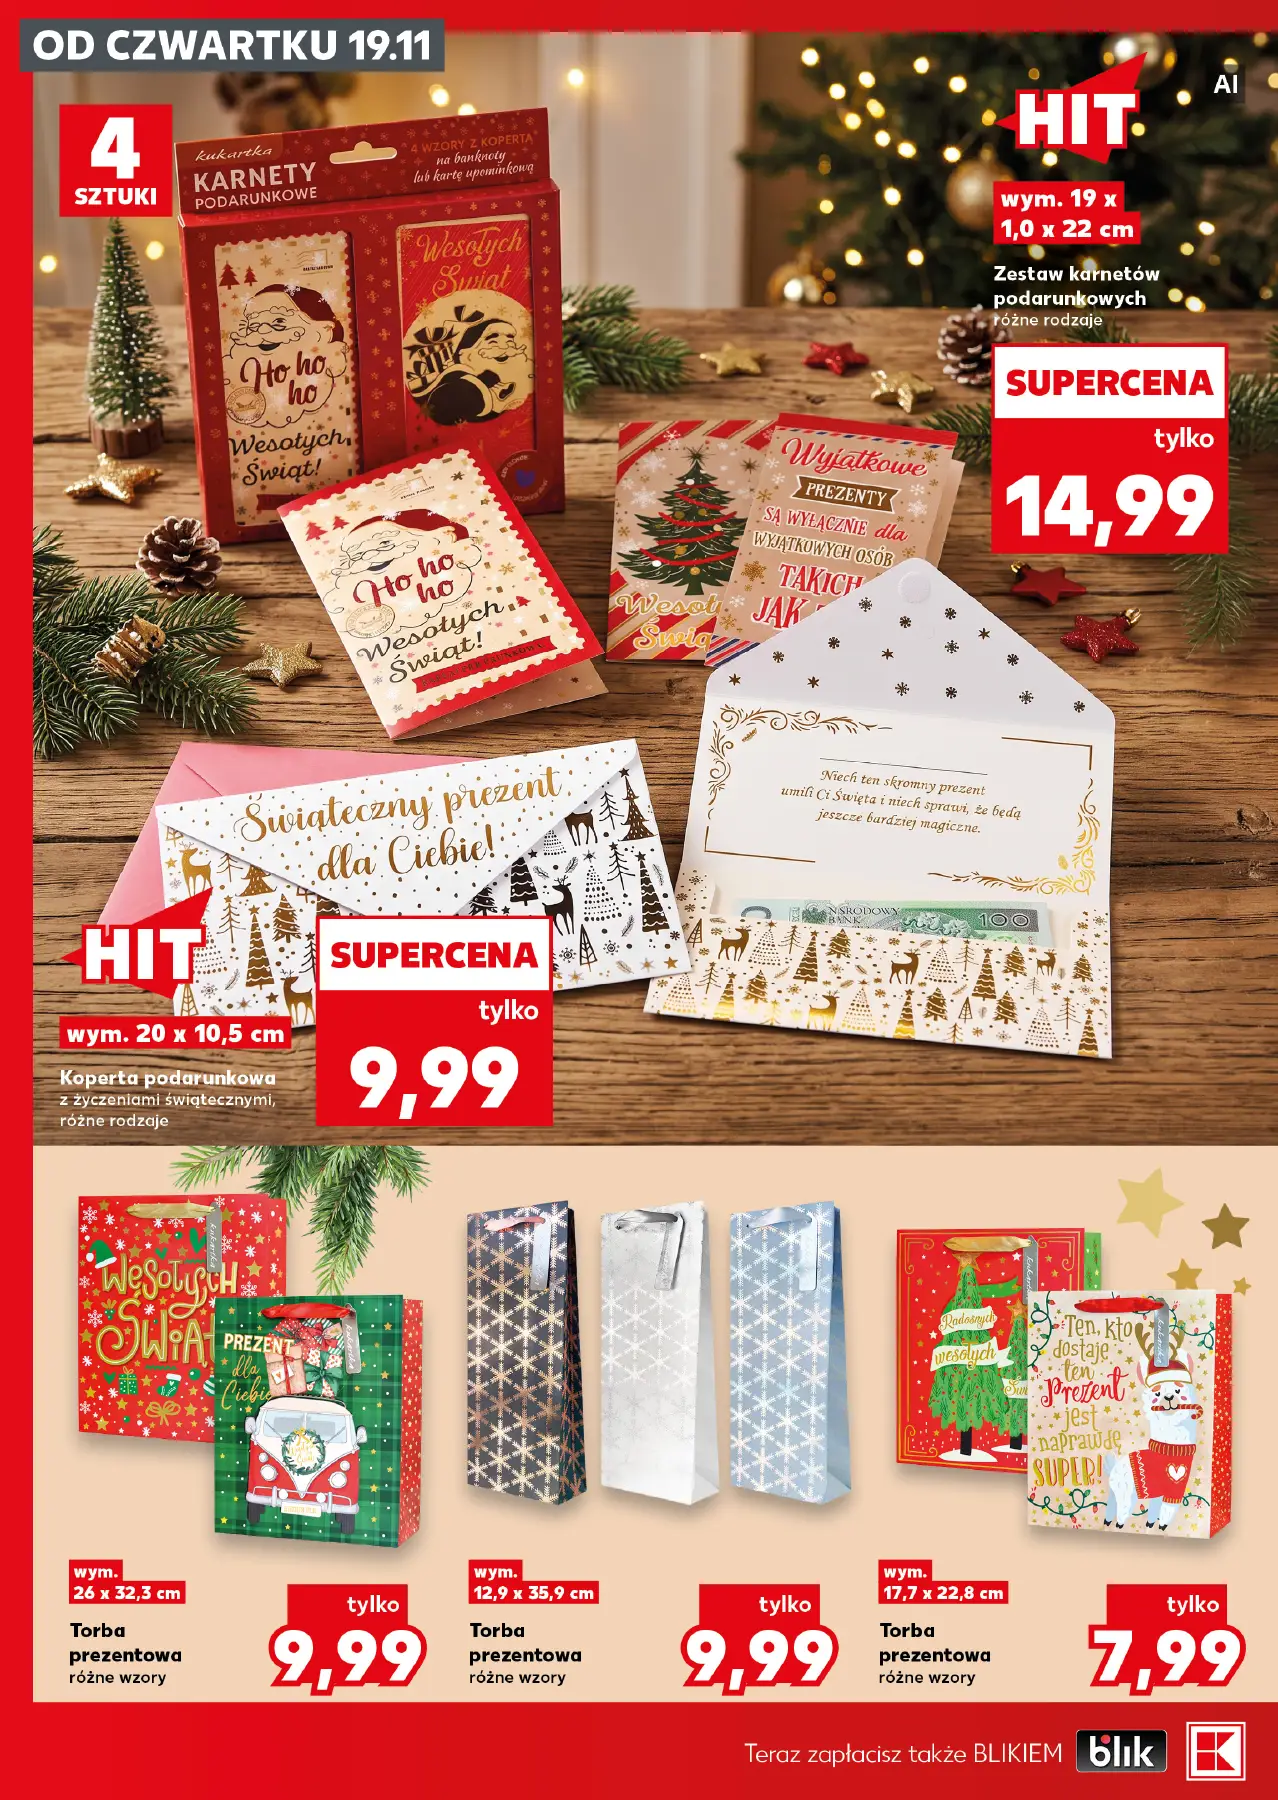 OD CZWARTKU 19.11
AI
4
SZTUKI
kukartka
KARNETY
PODARUNKOWE
4 WZORY Z KOPERTĄ
na banknoty
lub kartę upominkową
Ho ho
ho
Wesołych
Świąt!
Wesołych
Świąt
HIT
wym. 19 x
1,0 x 22 cm
Zestaw karnetów
podarunkowych
różne rodzaje
SUPERCENA
tylko
14,99
Ho ho
ho
Wesołych
Świąt!
Wyjątkowe
PREZENTY
SĄ WYŁĄCZNIE dla
WYJĄTKOWYCH OSÓB
TAKICH
JAK
Niech ten skromny prezent
umili Ci Święta i niech sprawi, że będą
jeszcze bardziej magiczne.
100
Świąteczny prezent
dla Ciebie!
HIT
wym. 20 x 10,5 cm
Koperta podarunkowa
z życzeniami świątecznymi,
różne rodzaje
SUPERCENA
tylko
9,99
Wesołych
PREZENT
dla
Ciebie
Radosnych
wesołych
Ten, kto
dostaje
ten
Prezent
jest
naprawdę
SUPER!
wym.
26 x 32,3 cm
Torba
prezentowa
różne wzory
tylko
9,99
wym.
12,9 x 35,9 cm
Torba
prezentowa
różne wzory
tylko
9,99
wym.
17,7 x 22,8 cm
Torba
prezentowa
różne wzory
tylko
7,99
Teraz zapłacisz także BLIKIEM
blik
K